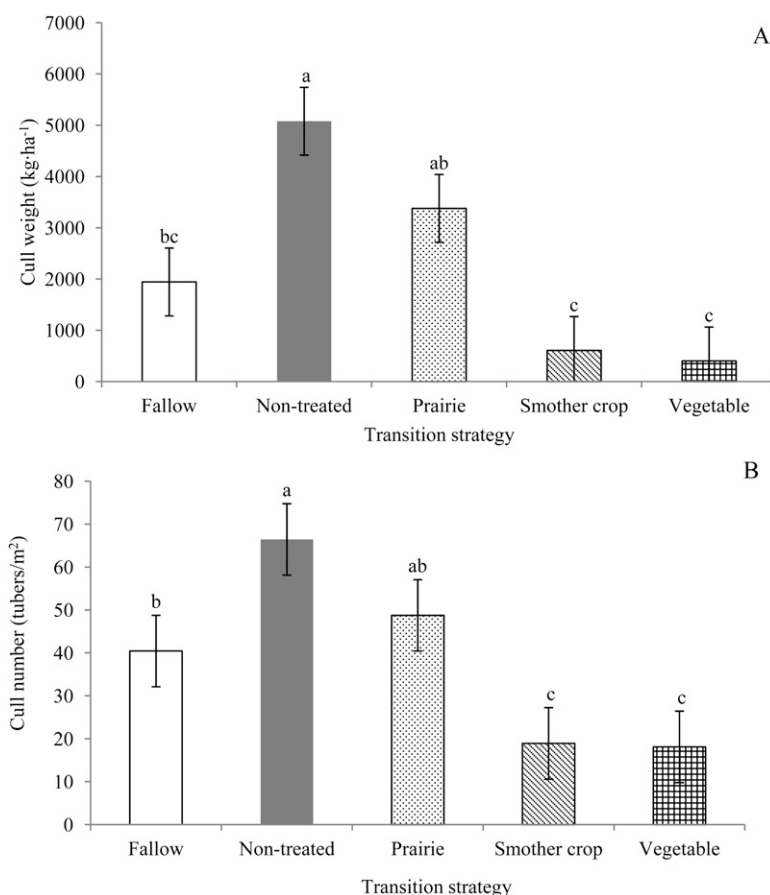 A
7000
6000
5000
4000
3000
2000
1000
0
Cull weight (kg·ha⁻¹)
bc
a
ab
c
c
Fallow Non-treated Prairie Smother crop Vegetable
Transition strategy
B
80
70
60
50
40
30
20
10
0
Cull number (tubers/m²)
b
a
ab
c
c
Fallow Non-treated Prairie Smother crop Vegetable
Transition strategy